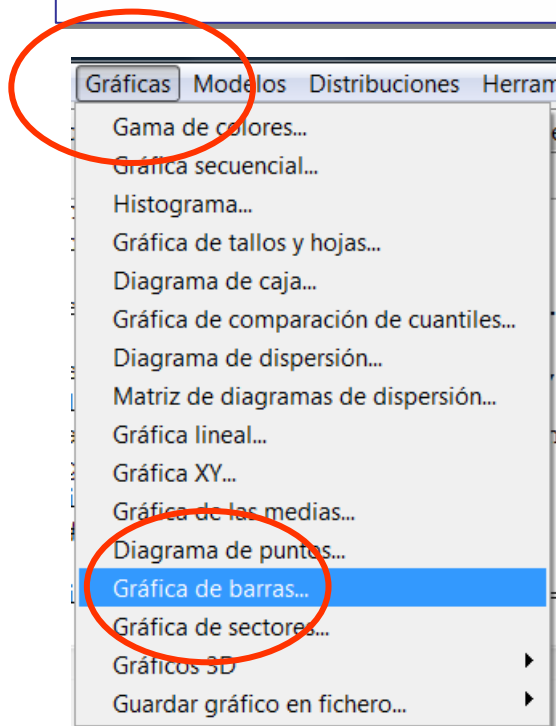 Gráficas Modelos Distribuciones
Gama de colores...
Gráfica secuencial...
Histograma...
Gráfica de tallos y hojas...
Diagrama de caja...
Gráfica de comparación de cuantiles...
Diagrama de dispersión...
Matriz de diagramas de dispersión...
Gráfica lineal...
Gráfica XY...
Gráfica de las medias...
Diagrama de puntos...
Gráfica de barras...
Gráfica de sectores...
Gráficos 3D
Guardar gráfico en fichero...